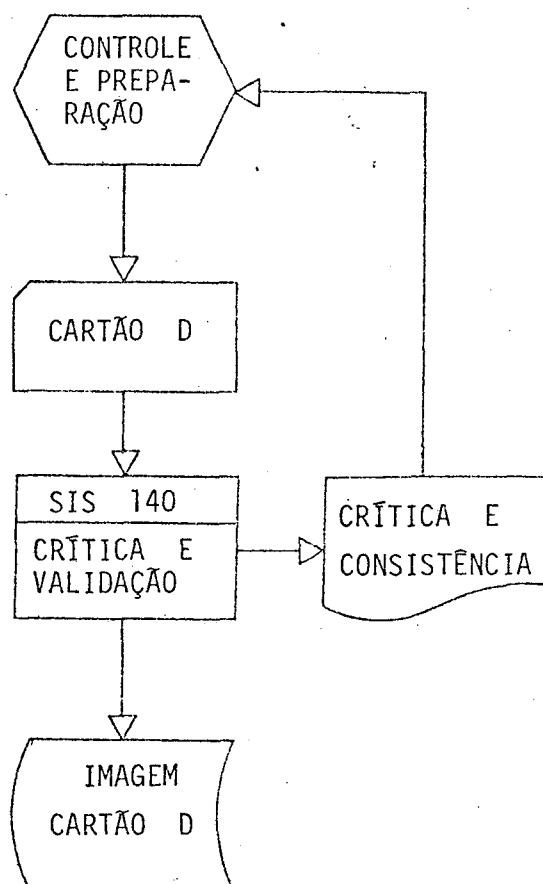 CONTROLE
E PREPA-
RAÇÃO
CARTÃO D
SIS 140
CRÍTICA E
VALIDAÇÃO
CRÍTICA E
CONSISTÊNCIA
IMAGEM
CARTÃO D